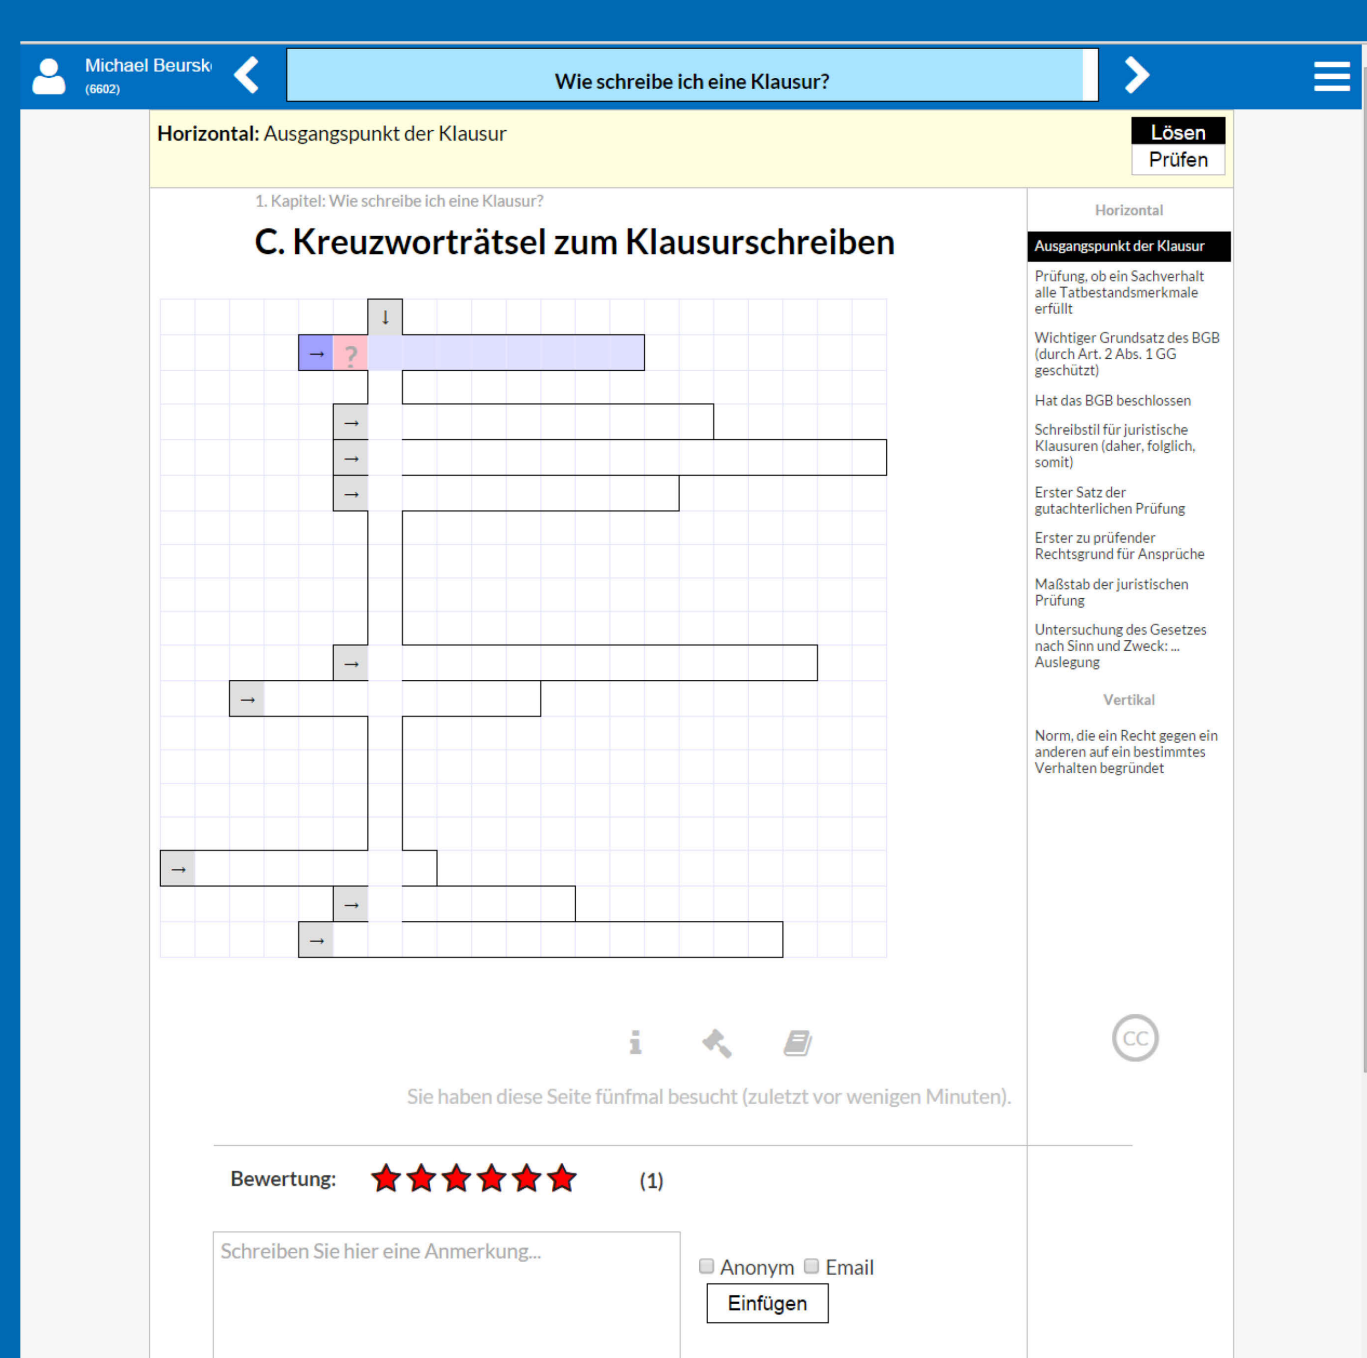 Michael Beursk
(6602)
Wie schreibe ich eine Klausur?
Horizontal: Ausgangspunkt der Klausur
Lösen
Prüfen
1. Kapitel: Wie schreibe ich eine Klausur?
C. Kreuzworträtsel zum Klausurschreiben
?
Horizontal
Ausgangspunkt der Klausur
Prüfung, ob ein Sachverhalt
alle Tatbestandsmerkmale
erfüllt
Wichtiger Grundsatz des BGB
(durch Art. 2 Abs. 1 GG
geschützt)
Hat das BGB beschlossen
Schreibstil für juristische
Klausuren (daher, folglich,
somit)
Erster Satz der
gutachterlichen Prüfung
Erster zu prüfender
Rechtsgrund für Ansprüche
Maßstab der juristischen
Prüfung
Untersuchung des Gesetzes
nach Sinn und Zweck: ...
Auslegung
Vertikal
Norm, die ein Recht gegen ein
anderen auf ein bestimmtes
Verhalten begründet
CC
Sie haben diese Seite fünfmal besucht (zuletzt vor wenigen Minuten).
Bewertung:
(1)
Schreiben Sie hier eine Anmerkung...
Anonym
Email
Einfügen